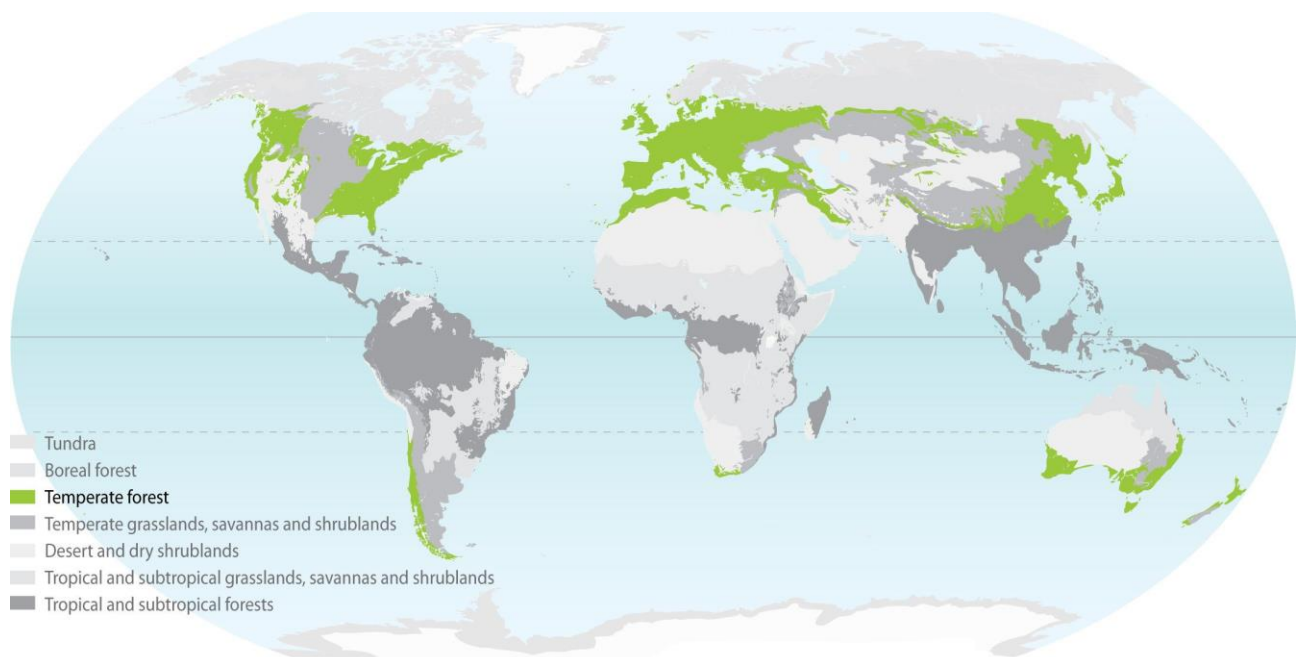 Tundra
Boreal forest
Temperate forest
Temperate grasslands, savannas and shrublands
Desert and dry shrublands
Tropical and subtropical grasslands, savannas and shrublands
Tropical and subtropical forests